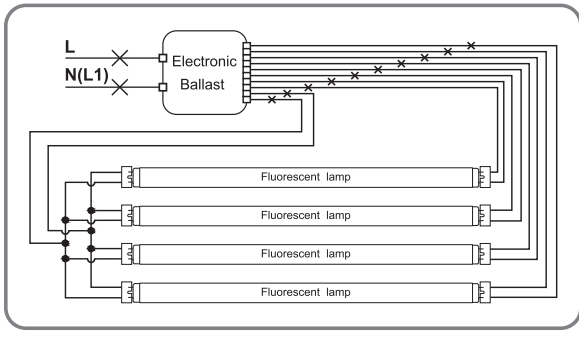 L
N(L1)
Electronic
Ballast
Fluorescent lamp
Fluorescent lamp
Fluorescent lamp
Fluorescent lamp